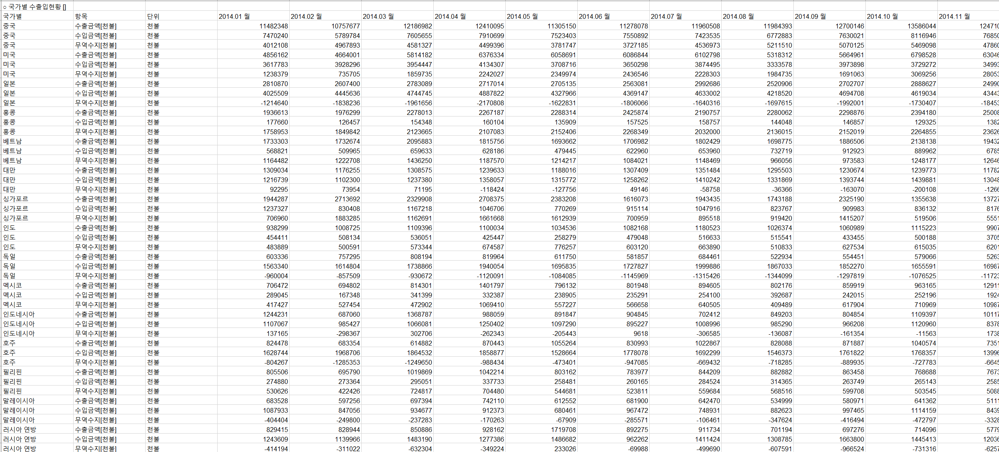 ○ 국가별 수출입현황 []
국가별 항목 단위 2014.01 월 2014.02 월 2014.03 월 2014.04 월 2014.05 월 2014.06 월 2014.07 월 2014.08 월 2014.09 월 2014.10 월 2014.11 월
중국 수출금액[천불] 천불 11482348 10757677 12186982 12410095 11305150 11278078 11960508 11984393 12700146 13586044 124710
중국 수입금액[천불] 천불 7470240 5789784 7605655 7910699 7523403 7550892 7423535 6772883 7630021 8116946 76850
중국 무역수지[천불] 천불 4012108 4967893 4581327 4499396 3781747 3727185 4536973 5211510 5070125 5469098 47860
미국 수출금액[천불] 천불 4856162 4664001 5814182 6376334 6058691 6086844 6102798 5318312 5664961 6798528 63046
미국 수입금액[천불] 천불 3617783 3928296 3954447 4134307 3708716 3650298 3874495 3333578 3973898 3729272 34993
미국 무역수지[천불] 천불 1238379 735705 1859735 2242027 2349974 2436546 2228303 1984735 1691063 3069256 28053
일본 수출금액[천불] 천불 2810870 2607400 2783089 2717014 2705135 2563081 2992686 2520906 2702707 2888627 24990
일본 수입금액[천불] 천불 4025509 4445636 4744745 4887822 4327966 4369147 4633002 4218520 4694708 4619034 43443
일본 무역수지[천불] 천불 -1214640 -1838236 -1961656 -2170808 -1622831 -1806066 -1640316 -1697615 -1992001 -1730407 -18453
홍콩 수출금액[천불] 천불 1936613 1976299 2278013 2267187 2288314 2425874 2190757 2280062 2298876 2394180 25008
홍콩 수입금액[천불] 천불 177660 126457 154348 160104 135909 157525 158757 144048 146857 129325 1382
홍콩 무역수지[천불] 천불 1758953 1849842 2123665 2107083 2152406 2268349 2032000 2136015 2152019 2264855 23626
베트남 수출금액[천불] 천불 1733303 1732674 2095883 1815756 1693662 1706982 1802429 1698775 1886506 2138138 19432
베트남 수입금액[천불] 천불 568821 509965 659633 628186 479445 622960 653960 732719 912923 889962 6785
베트남 무역수지[천불] 천불 1164482 1222708 1436250 1187570 1214217 1084021 1148469 966056 973583 1248177 12646
대만 수출금액[천불] 천불 1309034 1176255 1308575 1239633 1188016 1307409 1351484 1295503 1230674 1239773 11782
대만 수입금액[천불] 천불 1216739 1102300 1237380 1358057 1315772 1258262 1410242 1331869 1393744 1439881 13048
대만 무역수지[천불] 천불 92295 73954 71195 -118424 -127756 49146 -58758 -36366 -163070 -200108 -1266
싱가포르 수출금액[천불] 천불 1944287 2713692 2329908 2708375 2383208 1616073 1943435 1743188 2325190 1355638 13727
싱가포르 수입금액[천불] 천불 1237327 830408 1167218 1046706 770269 915114 1047916 823767 909983 836132 8176
싱가포르 무역수지[천불] 천불 706960 1883285 1162691 1661668 1612939 700959 895518 919420 1415207 519506 5551
인도 수출금액[천불] 천불 938299 1008725 1109396 1100034 1034536 1082168 1180523 1026374 1060989 1115223 9907
인도 수입금액[천불] 천불 454411 508134 536051 425447 258279 479048 516633 515541 433455 500188 3705
인도 무역수지[천불] 천불 483889 500591 573344 674587 776257 603120 663890 510833 627534 615035 6201
독일 수출금액[천불] 천불 603336 757295 808194 819964 611750 581857 684461 522934 554451 579066 5263
독일 수입금액[천불] 천불 1563340 1614804 1738866 1940054 1695835 1727827 1999886 1867033 1852270 1655591 16987
독일 무역수지[천불] 천불 -960004 -857509 -930672 -1120091 -1084085 -1145969 -1315426 -1344099 -1297819 -1076525 -11723
멕시코 수출금액[천불] 천불 706472 694802 814301 1401797 796132 801948 894605 802176 859919 963165 12911
멕시코 수입금액[천불] 천불 289045 167348 341399 332387 238905 235291 254100 392687 242015 252196 1924
멕시코 무역수지[천불] 천불 417427 527454 472902 1069410 557227 566658 640505 409489 617904 710969 10987
인도네시아 수출금액[천불] 천불 1244231 687060 1368787 988059 891847 904845 702412 849203 804854 1109397 10117
인도네시아 수입금액[천불] 천불 1107067 985427 1066081 1250402 1097290 895227 1008996 985290 966208 1120960 8378
인도네시아 무역수지[천불] 천불 137165 -298367 302706 -262343 -205443 9618 -306585 -136087 -161354 -11563 1738
호주 수출금액[천불] 천불 824478 683354 614882 870443 1055264 830993 1022867 828088 871887 1040574 7351
호주 수입금액[천불] 천불 1628744 1968706 1864532 1858877 1528664 1778078 1692299 1546373 1761822 1768357 13996
호주 무역수지[천불] 천불 -804267 -1285353 -1249650 -988434 -473401 -947085 -669432 -718285 -889935 -727783 -6645
필리핀 수출금액[천불] 천불 805506 695790 1019869 1042214 803162 783977 844209 882882 863458 768688 7673
필리핀 수입금액[천불] 천불 274880 273364 295051 337733 258481 260165 284524 314365 263749 265143 2585
필리핀 무역수지[천불] 천불 530626 422426 724817 704480 544681 523811 559684 568516 599708 503545 5088
말레이시아 수출금액[천불] 천불 683528 597256 697394 742110 612552 681900 642470 534999 580971 641362 5111
말레이시아 수입금액[천불] 천불 1087933 847056 934677 912373 680461 967472 748931 882623 997465 1114159 8439
말레이시아 무역수지[천불] 천불 -404404 -249800 -237283 -170263 -67909 -285571 -106461 -347624 -416494 -472797 -3328
러시아 연방 수출금액[천불] 천불 829415 828944 850886 928162 1719708 892275 911734 701194 697276 714096 5779
러시아 연방 수입금액[천불] 천불 1243609 1139966 1483190 1277386 1486682 962262 1411424 1308785 1663800 1445413 12036
러시아 연방 무역수지[천불] 천불 -414194 -311022 -632304 -349224 233026 -69988 -499690 -607591 -966524 -731316 -6257